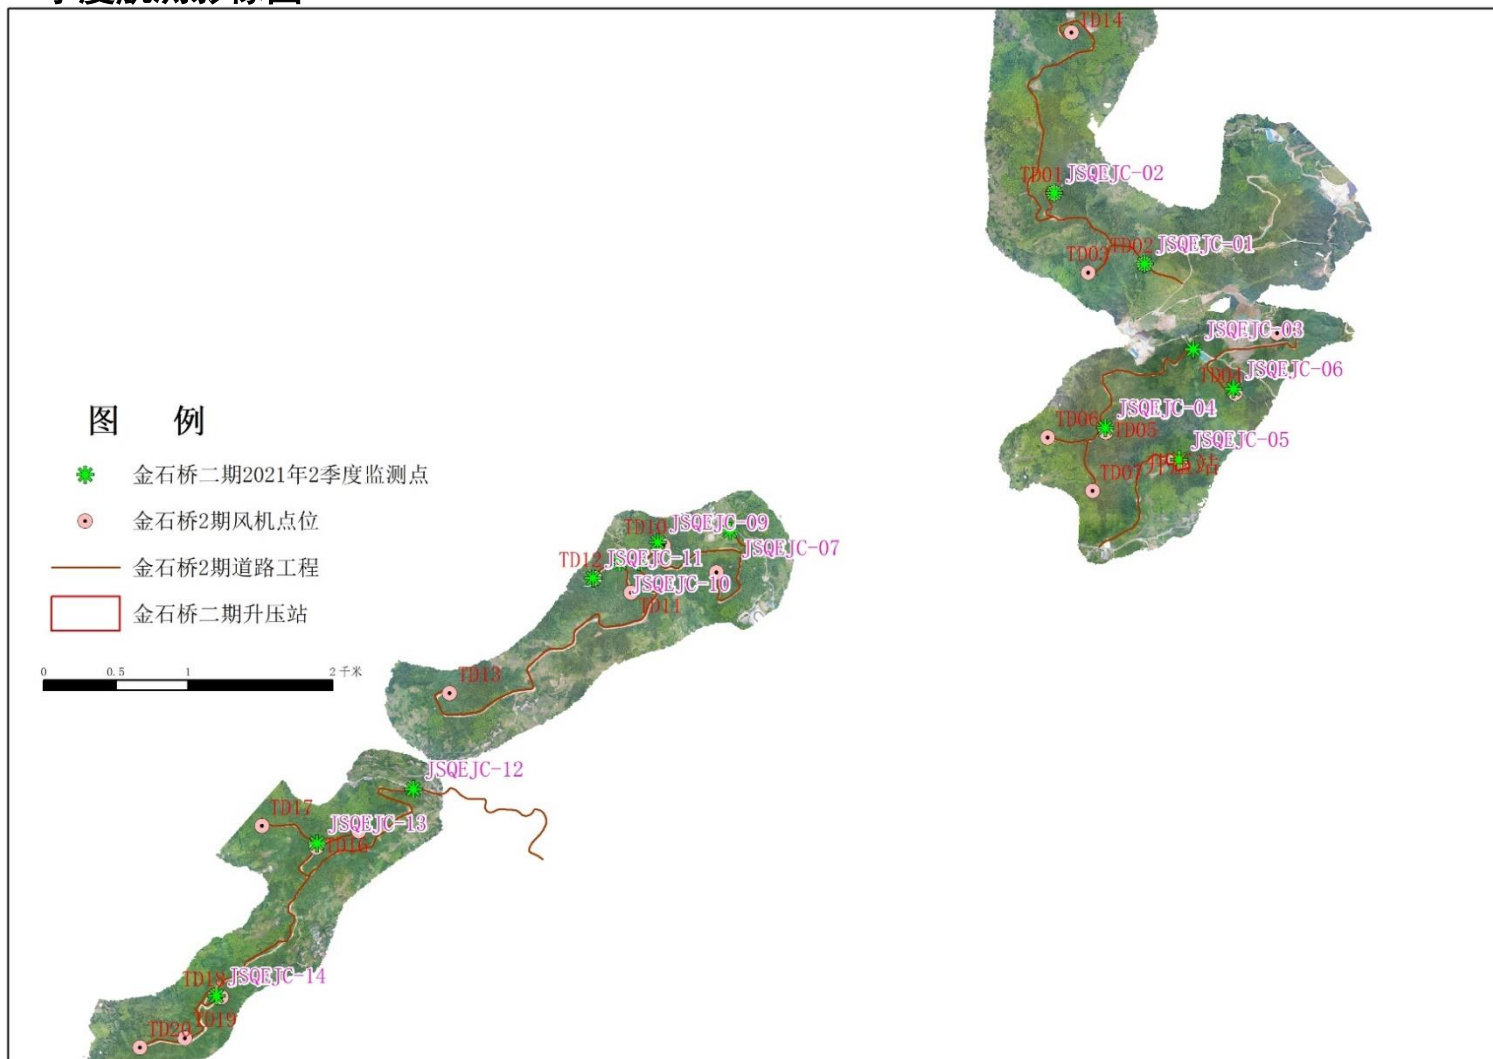 TD14
TD01 JSQEJC-02
TD02 JSQEJC-01
TD03
JSQEJC-03
TD04 JSQEJC-06
JSQEJC-04
TD06 TD05
JSQEJC-05
TD07 升压站
图 例
金石桥二期2021年2季度监测点
金石桥2期风机点位
金石桥2期道路工程
金石桥二期升压站
0 0.5 1 2 千米
TD10 JSQEJC-09
JSQEJC-07
TD12 JSQEJC-11
JSQEJC-10
TD11
TD13
JSQEJC-12
TD17
JSQEJC-13
TD16
TD18 JSQEJC-14
TD20 TD19